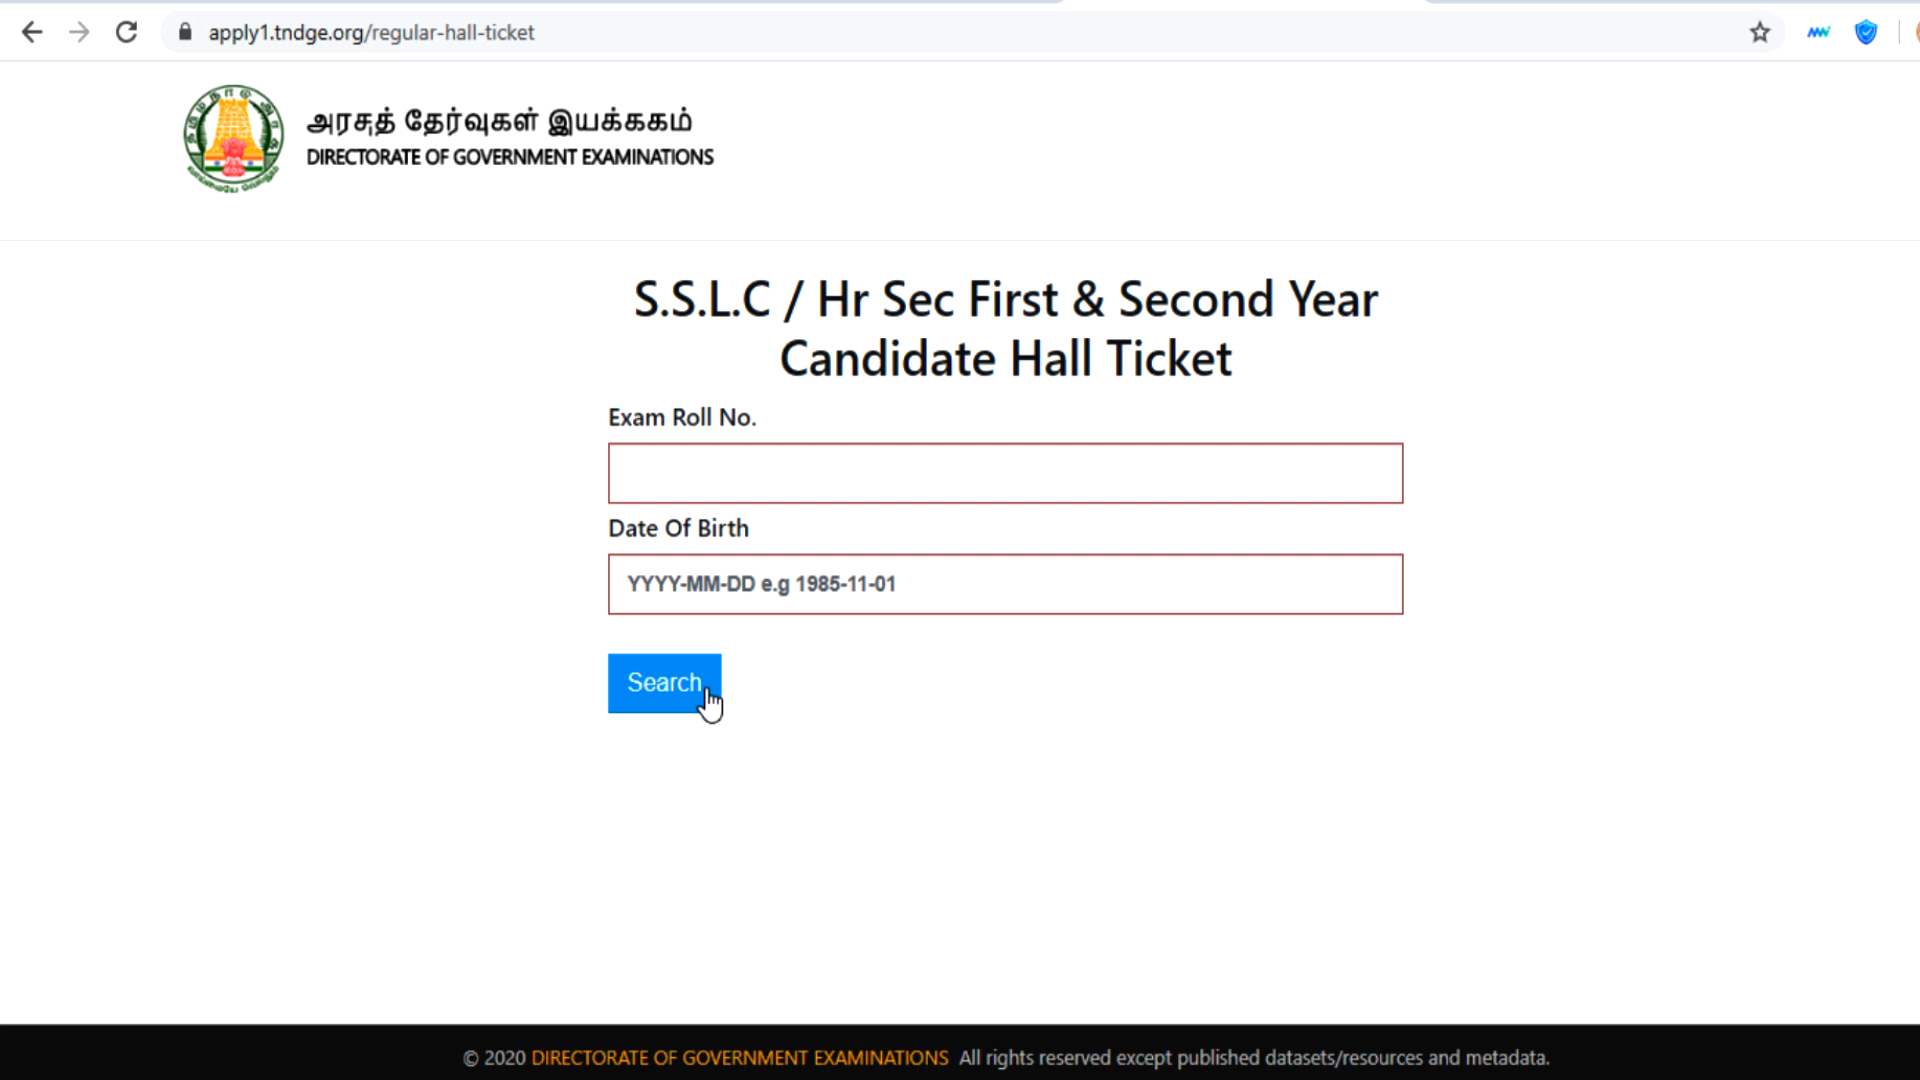 apply1.tndge.org/regular-hall-ticket
அரசுத் தேர்வுகள் இயக்ககம்
DIRECTORATE OF GOVERNMENT EXAMINATIONS
S.S.L.C / Hr Sec First & Second Year
Candidate Hall Ticket
Exam Roll No.
Date Of Birth
YYYY-MM-DD e.g 1985-11-01
Search
© 2020 DIRECTORATE OF GOVERNMENT EXAMINATIONS All rights reserved except published datasets/resources and metadata.